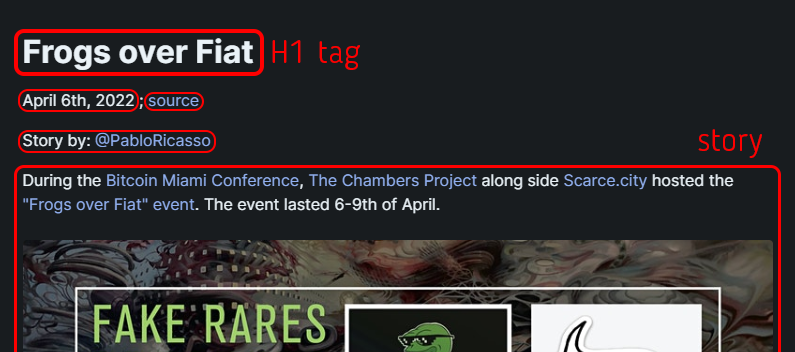 Frogs over Fiat H1 tag
April 6th, 2022; source
Story by: @PabloRicasso
story
During the Bitcoin Miami Conference, The Chambers Project along side Scarce.city hosted the
"Frogs over Fiat" event. The event lasted 6-9th of April.
FAKE RARES